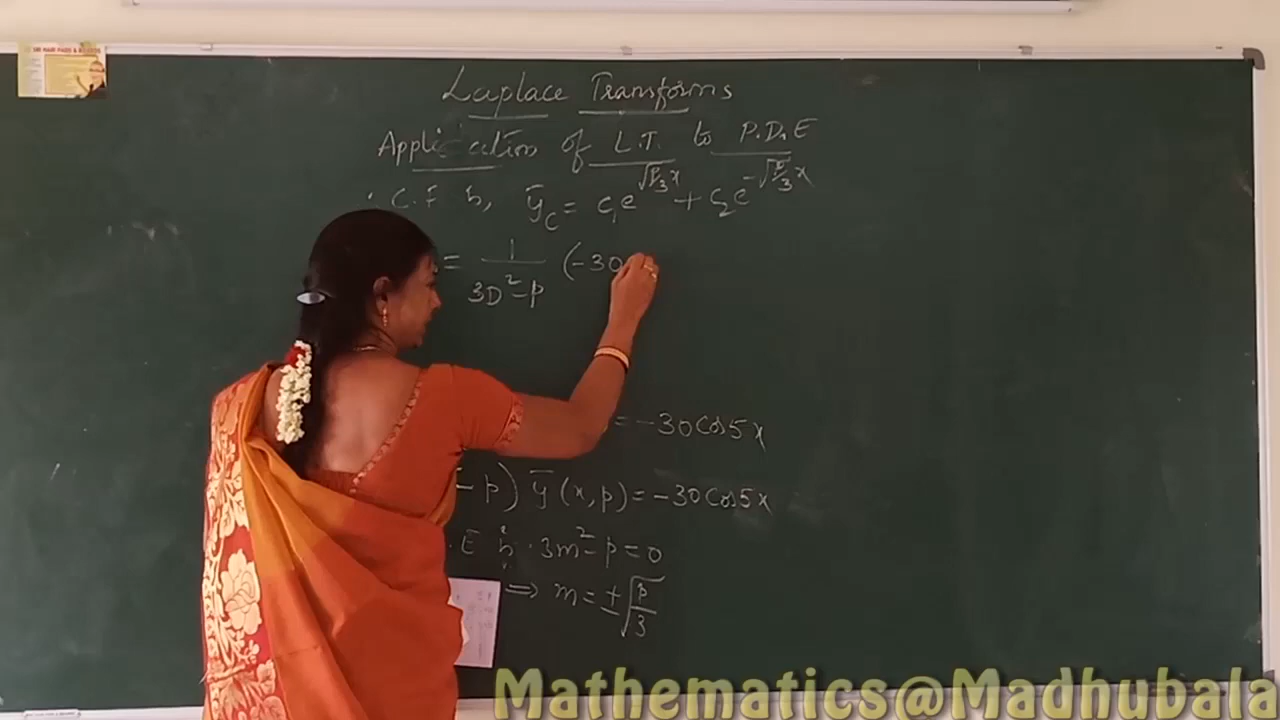 Laplace Transforms
Application of L.T. to P.D.E
C.F is, ȳ_c = c₁e^{√(p/3) x} + c₂e^{-√(p/3) x}
= 1/(3D² - p) (-30
= -30 Cos 5x
- p) ȳ(x, p) = -30 Cos 5x
.E is 3m² - p = 0
⇒ m = ±√(p/3)
Mathematics@Madhubala